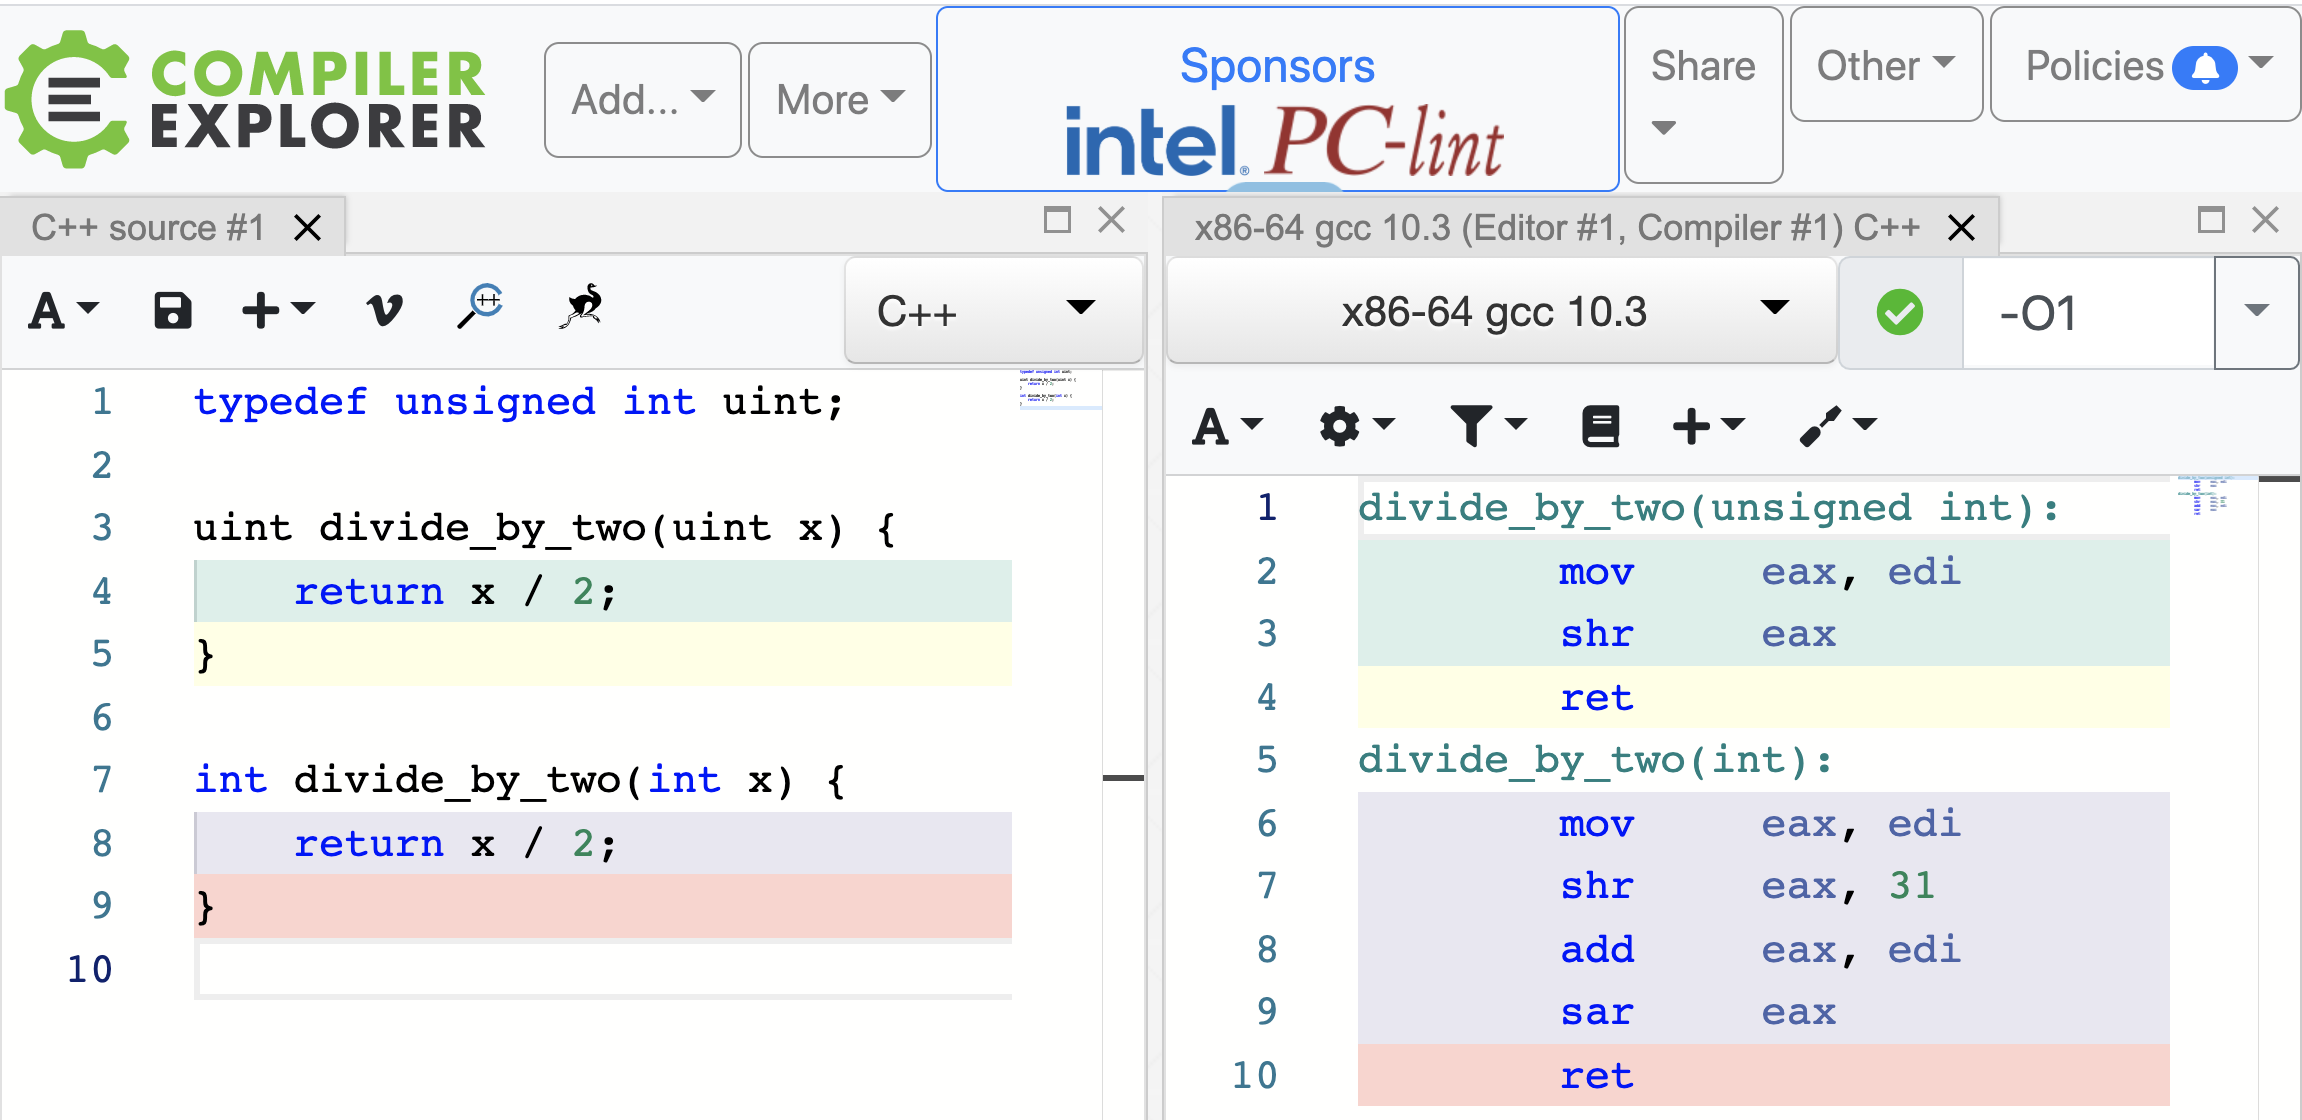 COMPILER
EXPLORER
Add...
More
Sponsors
intel® PC-lint
Share
Other
Policies
C++ source #1
x86-64 gcc 10.3 (Editor #1, Compiler #1) C++
A
C++
x86-64 gcc 10.3
-O1
1 typedef unsigned int uint;
2
3 uint divide_by_two(uint x) {
4     return x / 2;
5 }
6
7 int divide_by_two(int x) {
8     return x / 2;
9 }
10
A
1 divide_by_two(unsigned int):
2         mov     eax, edi
3         shr     eax
4         ret
5 divide_by_two(int):
6         mov     eax, edi
7         shr     eax, 31
8         add     eax, edi
9         sar     eax
10         ret